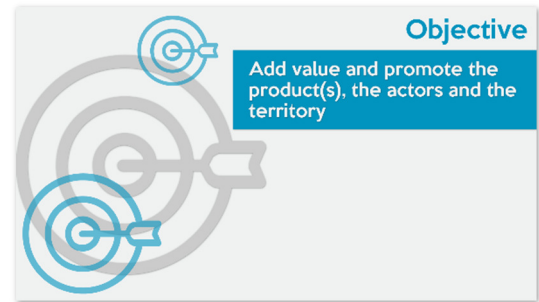 Objective
Add value and promote the
product(s), the actors and the
territory